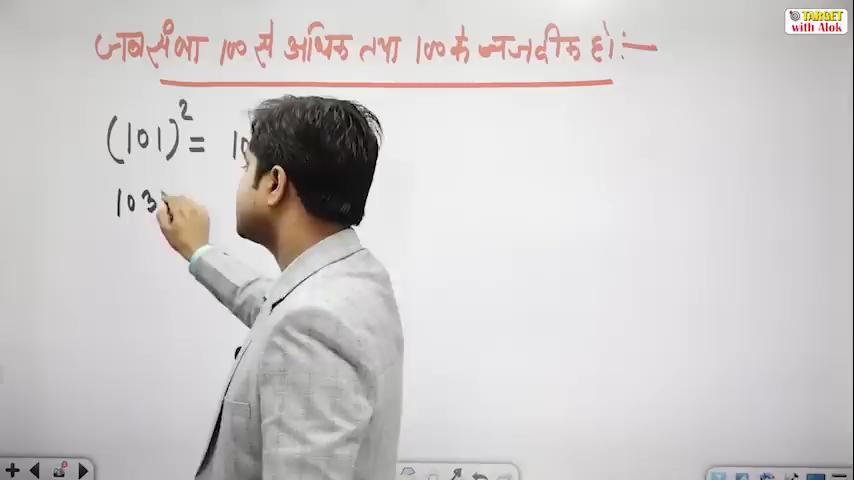 जब संख्या 100 से अधिक तथा 100 के नजदीक हो :—
TARGET
with Alok
(101)² = 10
103